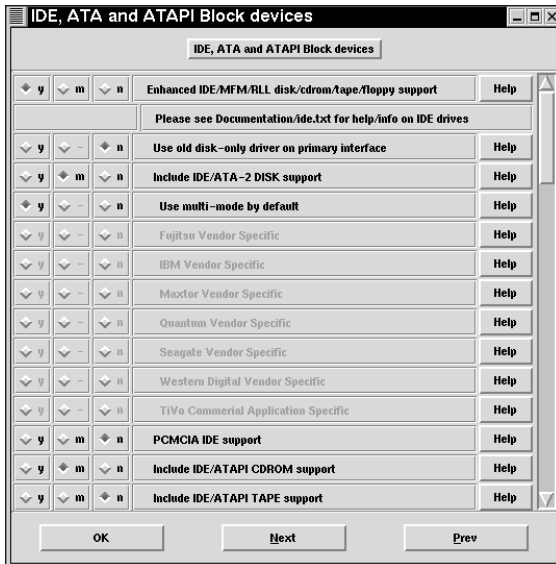 IDE, ATA and ATAPI Block devices
IDE, ATA and ATAPI Block devices
y m n Enhanced IDE/MFM/RLL disk/cdrom/tape/floppy support Help
Please see Documentation/ide.txt for help/info on IDE drives
y - n Use old disk-only driver on primary interface Help
y m n Include IDE/ATA-2 DISK support Help
y - n Use multi-mode by default Help
y - n Fujitsu Vendor Specific Help
y - n IBM Vendor Specific Help
y - n Maxtor Vendor Specific Help
y - n Quantum Vendor Specific Help
y - n Seagate Vendor Specific Help
y - n Western Digital Vendor Specific Help
y - n TiVo Commerial Application Specific Help
y m n PCMCIA IDE support Help
y m n Include IDE/ATAPI CDROM support Help
y m n Include IDE/ATAPI TAPE support Help
OK Next Prev